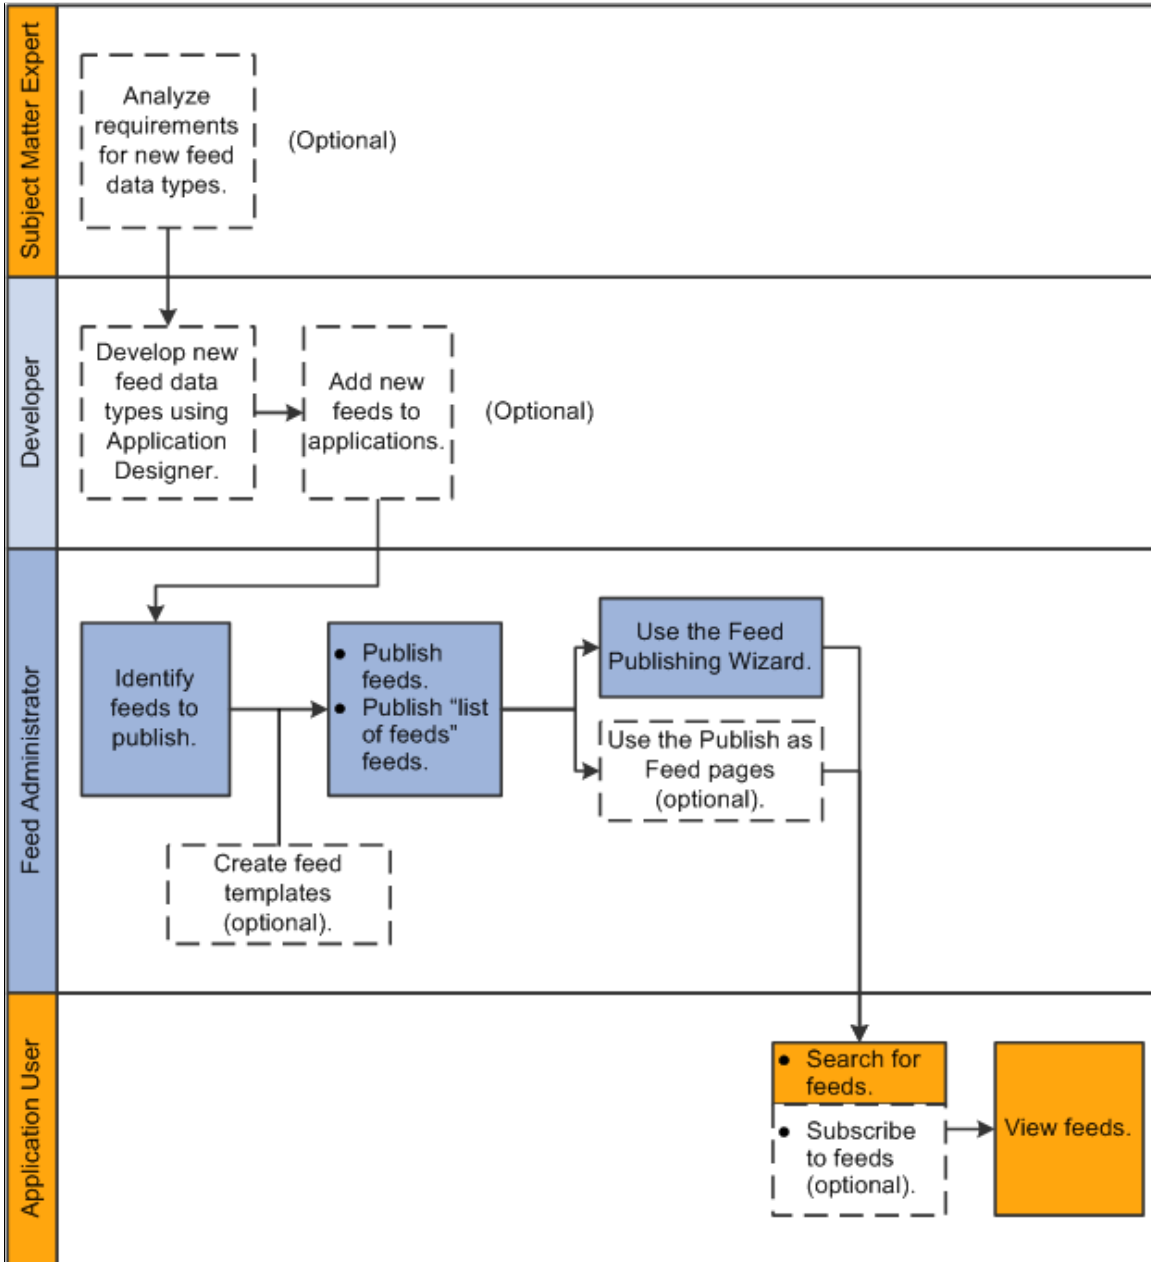 Subject Matter Expert
Analyze
requirements
for new feed
data types.
(Optional)
Developer
Develop new
feed data
types using
Application
Designer.
Add new
feeds to
applications.
(Optional)
Feed Administrator
Identify
feeds to
publish.
● Publish
feeds.
● Publish “list
of feeds”
feeds.
Use the Feed
Publishing Wizard.
Use the Publish as
Feed pages
(optional).
Create feed
templates
(optional).
Application User
● Search for
feeds.
● Subscribe
to feeds
(optional).
View feeds.